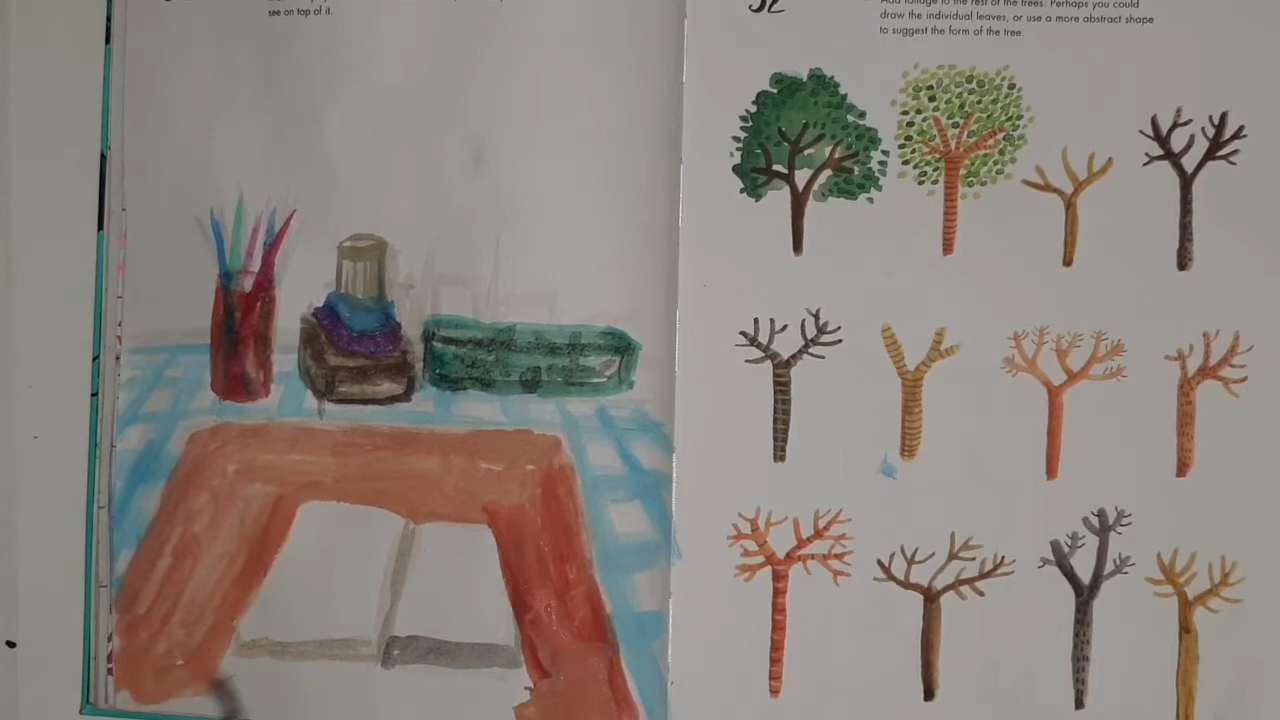 see on top of it.
32
Add foliage to the rest of the trees. Perhaps you could
draw the individual leaves, or use a more abstract shape
to suggest the form of the tree.